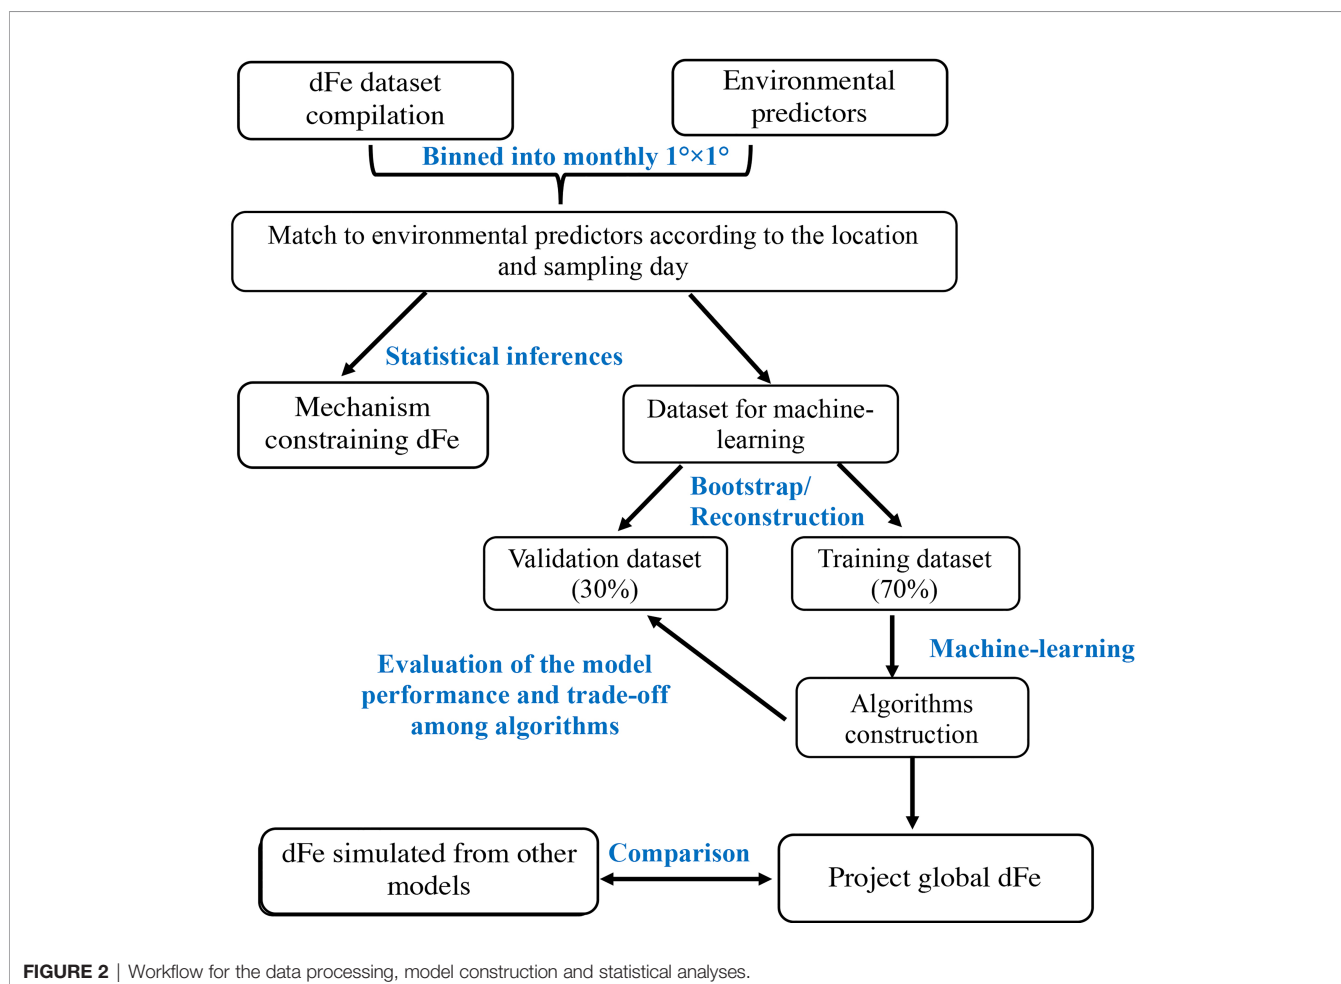 dFe dataset
compilation
Environmental
predictors
Binned into monthly 1°×1°
Match to environmental predictors according to the location
and sampling day
Statistical inferences
Mechanism
constraining dFe
Dataset for machine-
learning
Bootstrap/
Reconstruction
Validation dataset
(30%)
Training dataset
(70%)
Machine-learning
Evaluation of the model
performance and trade-off
among algorithms
Algorithms
construction
dFe simulated from other
models
Comparison
Project global dFe
FIGURE 2 | Workflow for the data processing, model construction and statistical analyses.